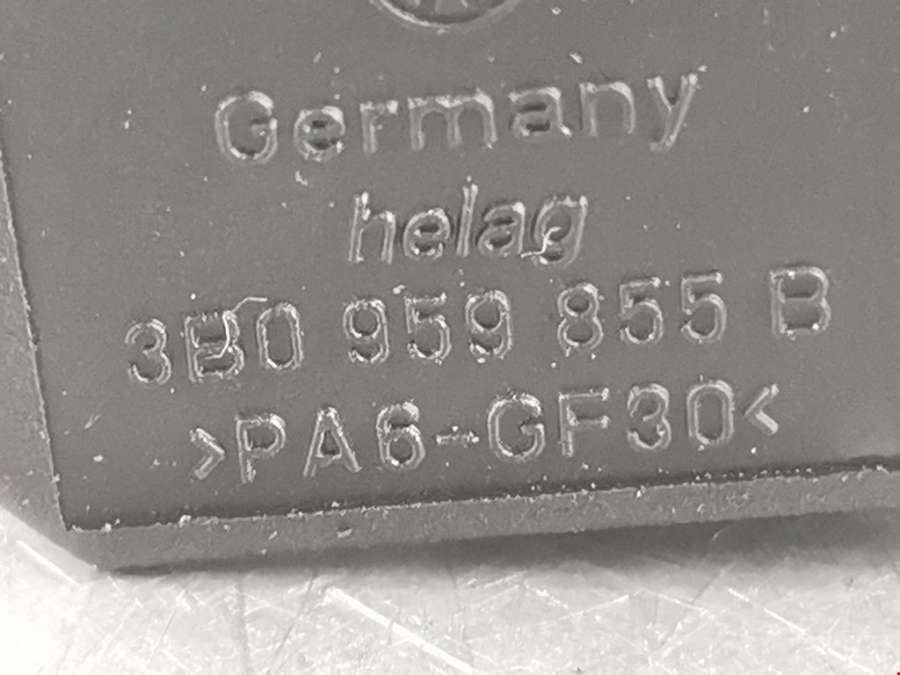 Germany
helag
3B0 959 855 B
>PA6-GF30<